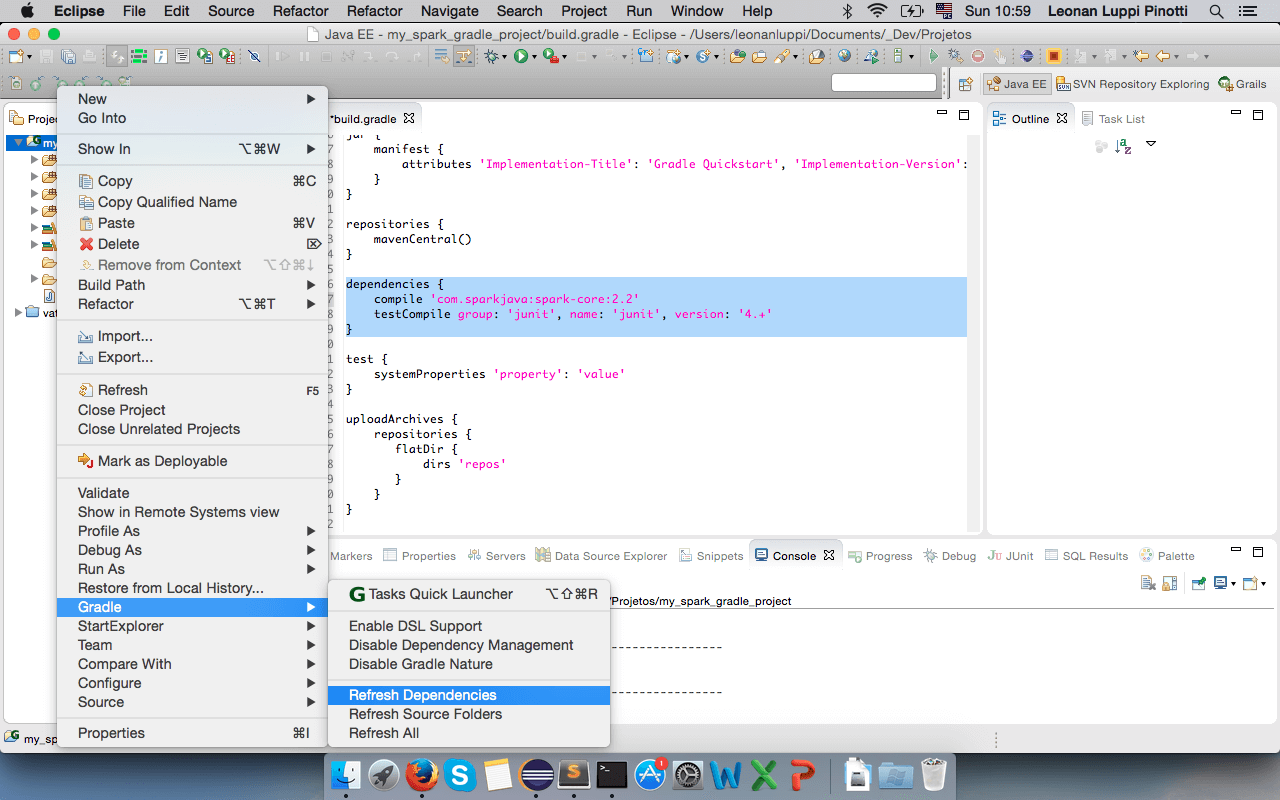 Eclipse File Edit Source Refactor Refactor Navigate Search Project Run Window Help Sun 10:59 Leonan Luppi Pinotti
Java EE - my_spark_gradle_project/build.gradle - Eclipse - /Users/leonanluppi/Documents/_Dev/Projetos
Java EE SVN Repository Exploring Grails
Projec
my
vat
New
Go Into
Show In ⌥⌘W
Copy ⌘C
Copy Qualified Name
Paste ⌘V
Delete ⌦
Remove from Context ⌥⇧⌘↓
Build Path
Refactor ⌥⌘T
Import...
Export...
Refresh F5
Close Project
Close Unrelated Projects
Mark as Deployable
Validate
Show in Remote Systems view
Profile As
Debug As
Run As
Restore from Local History...
Gradle
StartExplorer
Team
Compare With
Configure
Source
Properties ⌘I
Tasks Quick Launcher ⌥⇧⌘R
Enable DSL Support
Disable Dependency Management
Disable Gradle Nature
Refresh Dependencies
Refresh Source Folders
Refresh All
*build.gradle
jar {
manifest {
attributes 'Implementation-Title': 'Gradle Quickstart', 'Implementation-Version':
}
}
repositories {
mavenCentral()
}
dependencies {
compile 'com.sparkjava:spark-core:2.2'
testCompile group: 'junit', name: 'junit', version: '4.+'
}
test {
systemProperties 'property': 'value'
}
uploadArchives {
repositories {
flatDir {
dirs 'repos'
}
}
}
Outline Task List
Markers Properties Servers Data Source Explorer Snippets Console Progress Debug JUnit SQL Results Palette
/Projetos/my_spark_gradle_project
----------------
----------------
my_sp
1